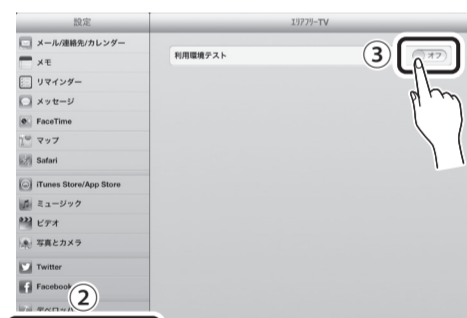 設定
エリアフリーTV
メール/連絡先/カレンダー
メモ
リマインダー
メッセージ
FaceTime
マップ
Safari
iTunes Store/App Store
ミュージック
ビデオ
写真とカメラ
Twitter
Facebook
利用環境テスト
③
オフ
②